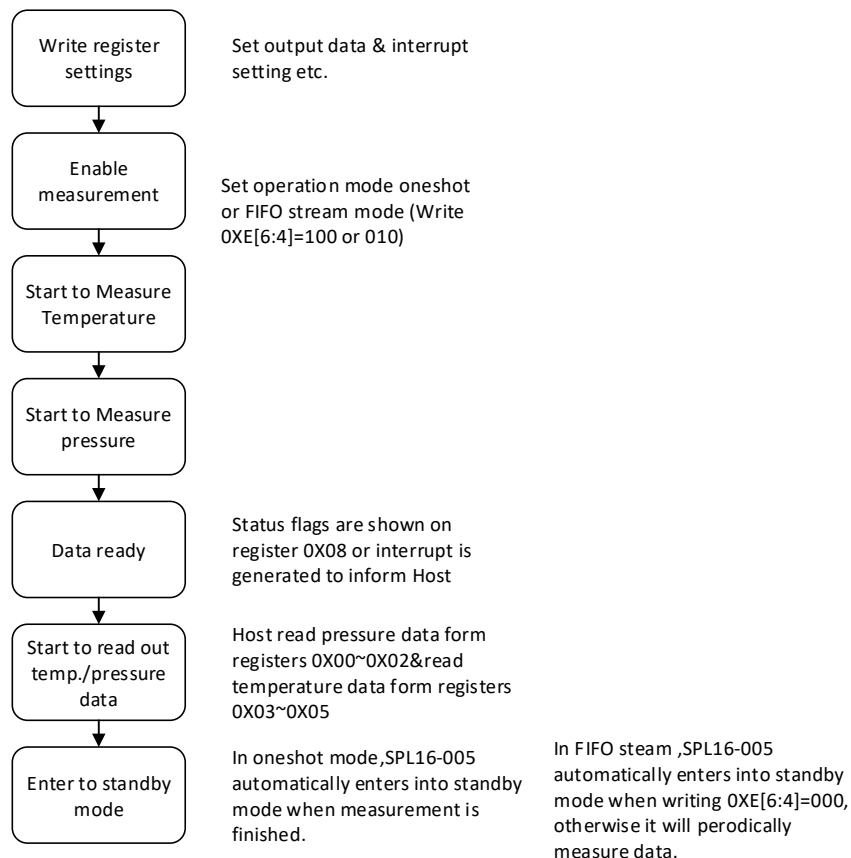 Write register
settings
Set output data & interrupt
setting etc.
Enable
measurement
Set operation mode oneshot
or FIFO stream mode (Write
0XE[6:4]=100 or 010)
Start to Measure
Temperature
Start to Measure
pressure
Data ready
Status flags are shown on
register 0X08 or interrupt is
generated to inform Host
Start to read out
temp./pressure
data
Host read pressure data form
registers 0X00~0X02&read
temperature data form registers
0X03~0X05
Enter to standby
mode
In oneshot mode,SPL16-005
automatically enters into standby
mode when measurement is
finished.
In FIFO steam ,SPL16-005
automatically enters into standby
mode when writing 0XE[6:4]=000,
otherwise it will perodically
measure data.